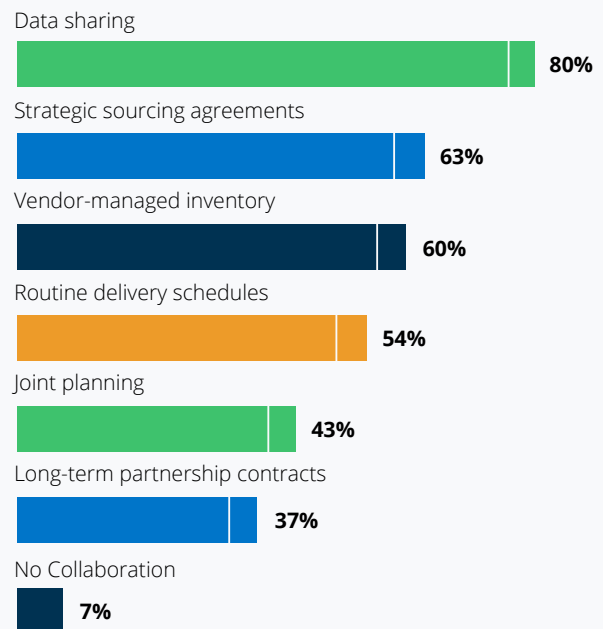 Data sharing
80%
Strategic sourcing agreements
63%
Vendor-managed inventory
60%
Routine delivery schedules
54%
Joint planning
43%
Long-term partnership contracts
37%
No Collaboration
7%